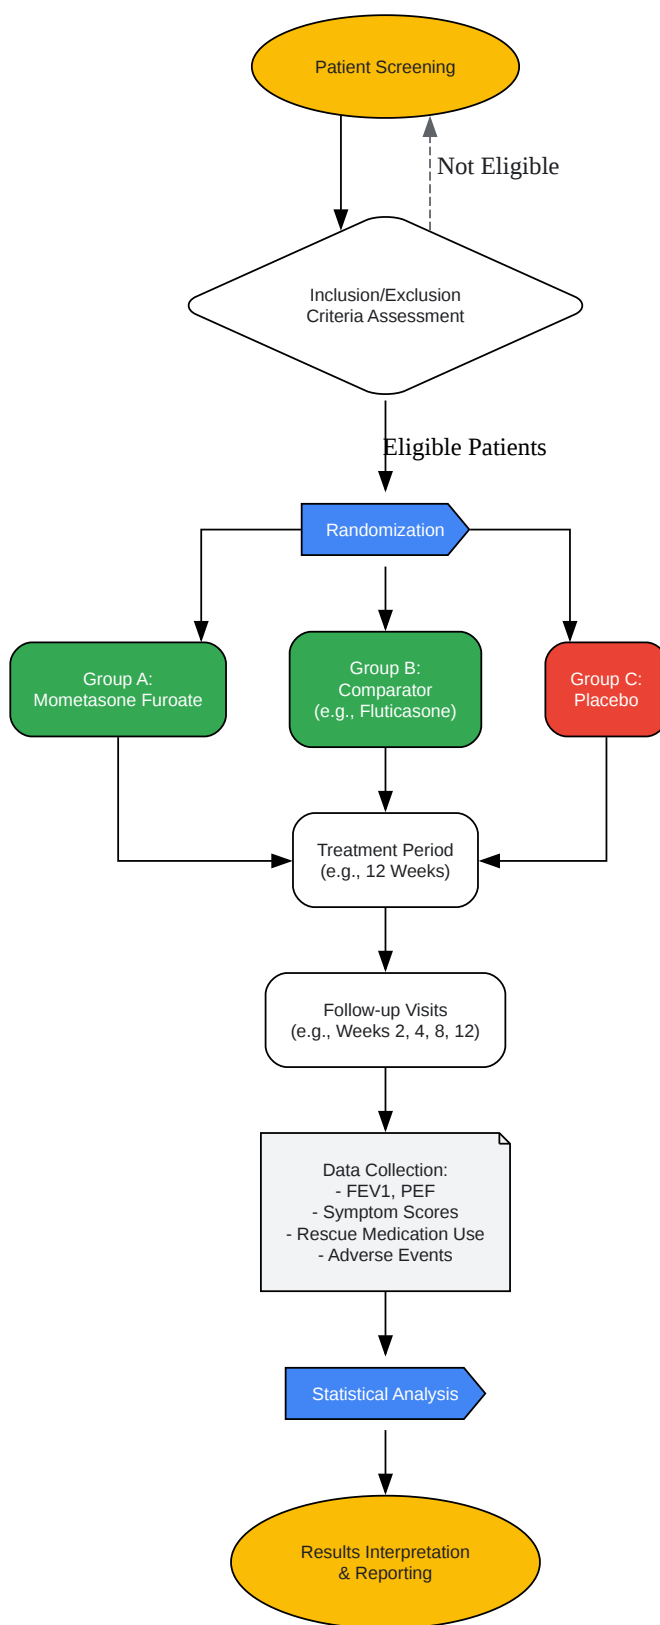 Patient Screening
Not Eligible
Inclusion/Exclusion
Criteria Assessment
Eligible Patients
Randomization
Group A:
Mometasone Furoate
Group B:
Comparator
(e.g., Fluticasone)
Group C:
Placebo
Treatment Period
(e.g., 12 Weeks)
Follow-up Visits
(e.g., Weeks 2, 4, 8, 12)
Data Collection:
- FEV1, PEF
- Symptom Scores
- Rescue Medication Use
- Adverse Events
Statistical Analysis
Results Interpretation
& Reporting